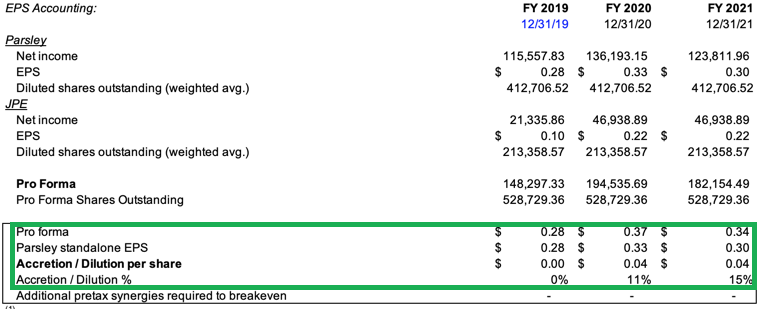 EPS Accounting: FY 2019 FY 2020 FY 2021
12/31/19 12/31/20 12/31/21
Parsley
Net income 115,557.83 136,193.15 123,811.96
EPS $ 0.28 $ 0.33 $ 0.30
Diluted shares outstanding (weighted avg.) 412,706.52 412,706.52 412,706.52
JPE
Net income 21,335.86 46,938.89 46,938.89
EPS $ 0.10 $ 0.22 $ 0.22
Diluted shares outstanding (weighted avg.) 213,358.57 213,358.57 213,358.57
Pro Forma 148,297.33 194,535.69 182,154.49
Pro Forma Shares Outstanding 528,729.36 528,729.36 528,729.36
Pro forma $ 0.28 $ 0.37 $ 0.34
Parsley standalone EPS $ 0.28 $ 0.33 $ 0.30
Accretion / Dilution per share $ 0.00 $ 0.04 $ 0.04
Accretion / Dilution % 0% 11% 15%
Additional pretax synergies required to breakeven - - -